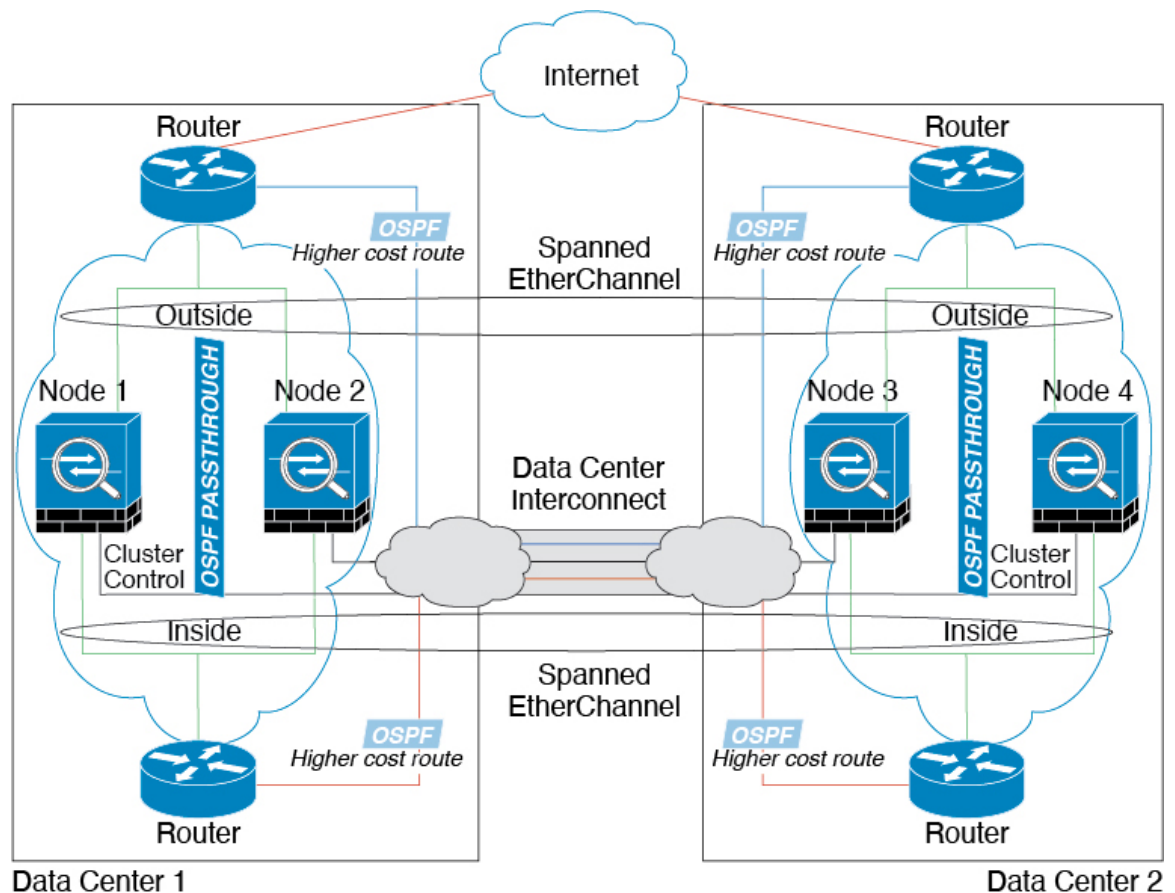 Internet
Router
Router
OSPF
Higher cost route
OSPF
Higher cost route
Spanned
EtherChannel
Outside
Outside
OSPF PASSTHROUGH
OSPF PASSTHROUGH
Node 1
Node 2
Node 3
Node 4
Data Center
Interconnect
Cluster
Control
Cluster
Control
Inside
Inside
Spanned
EtherChannel
OSPF
Higher cost route
OSPF
Higher cost route
Router
Router
Data Center 1
Data Center 2